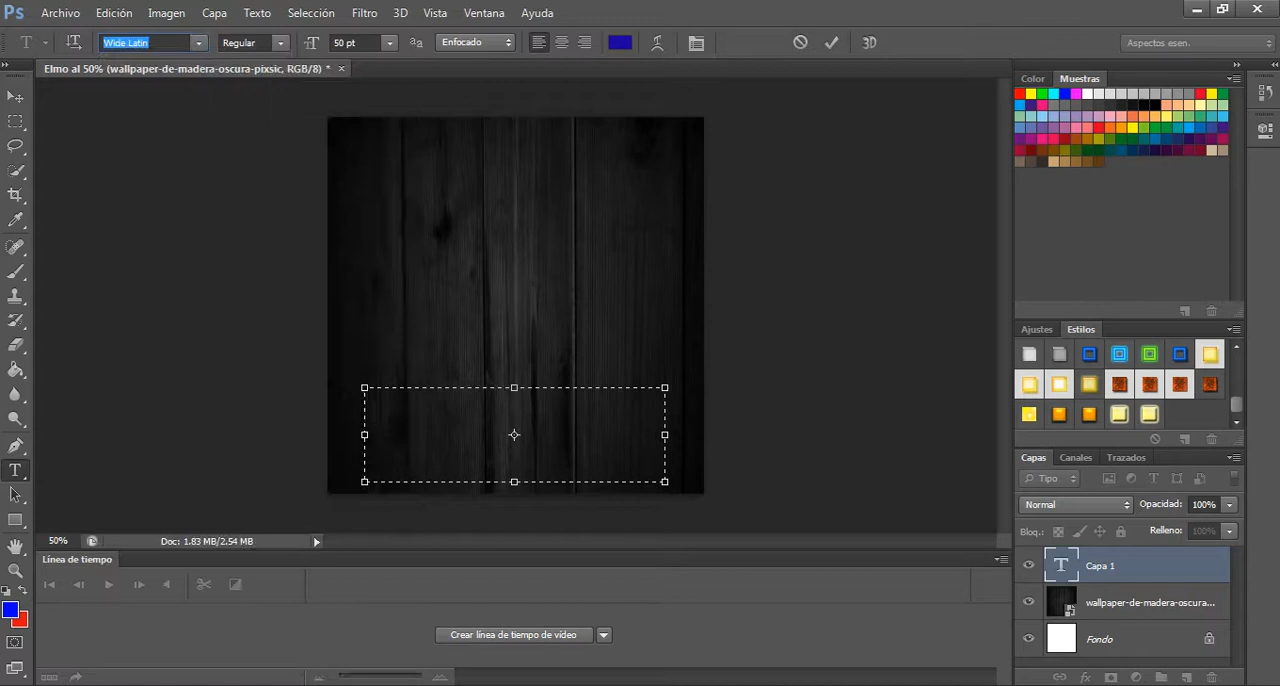 Ps Archivo Edición Imagen Capa Texto Selección Filtro 3D Vista Ventana Ayuda
T Wide Latin Regular 50 pt aa Enfocado 3D Aspectos esen.
Elmo al 50% (wallpaper-de-madera-oscura-pixsic, RGB/8) * ×
Color Muestras
Ajustes Estilos
Capas Canales Trazados
Tipo
Normal Opacidad: 100%
Bloq.: Relleno: 100%
Capa 1
wallpaper-de-madera-oscura...
Fondo
50% Doc: 1.83 MB/2.54 MB
Línea de tiempo
Crear línea de tiempo de vídeo